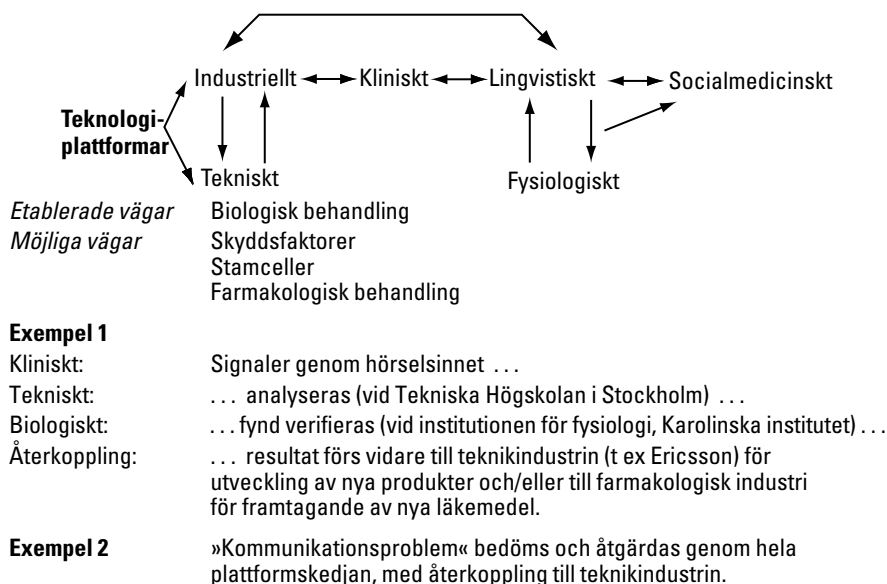 Industriellt Kliniskt Lingvistiskt Socialmedicinskt
Teknologi-
plattformar
Tekniskt Fysiologiskt
Etablerade vägar Biologisk behandling
Möjliga vägar Skyddsfaktorer
Stamceller
Farmakologisk behandling
Exempel 1
Kliniskt: Signaler genom hörselsinnet . . .
Tekniskt: . . . analyseras (vid Tekniska Högskolan i Stockholm) . . .
Biologiskt: . . . fynd verifieras (vid institutionen för fysiologi, Karolinska institutet) . . .
Återkoppling: . . . resultat förs vidare till teknikindustrin (t ex Ericsson) för
utveckling av nya produkter och/eller till farmakologisk industri
för framtagande av nya läkemedel.
Exempel 2 »Kommunikationsproblem« bedöms och åtgärdas genom hela
plattformskedjan, med återkoppling till teknikindustrin.